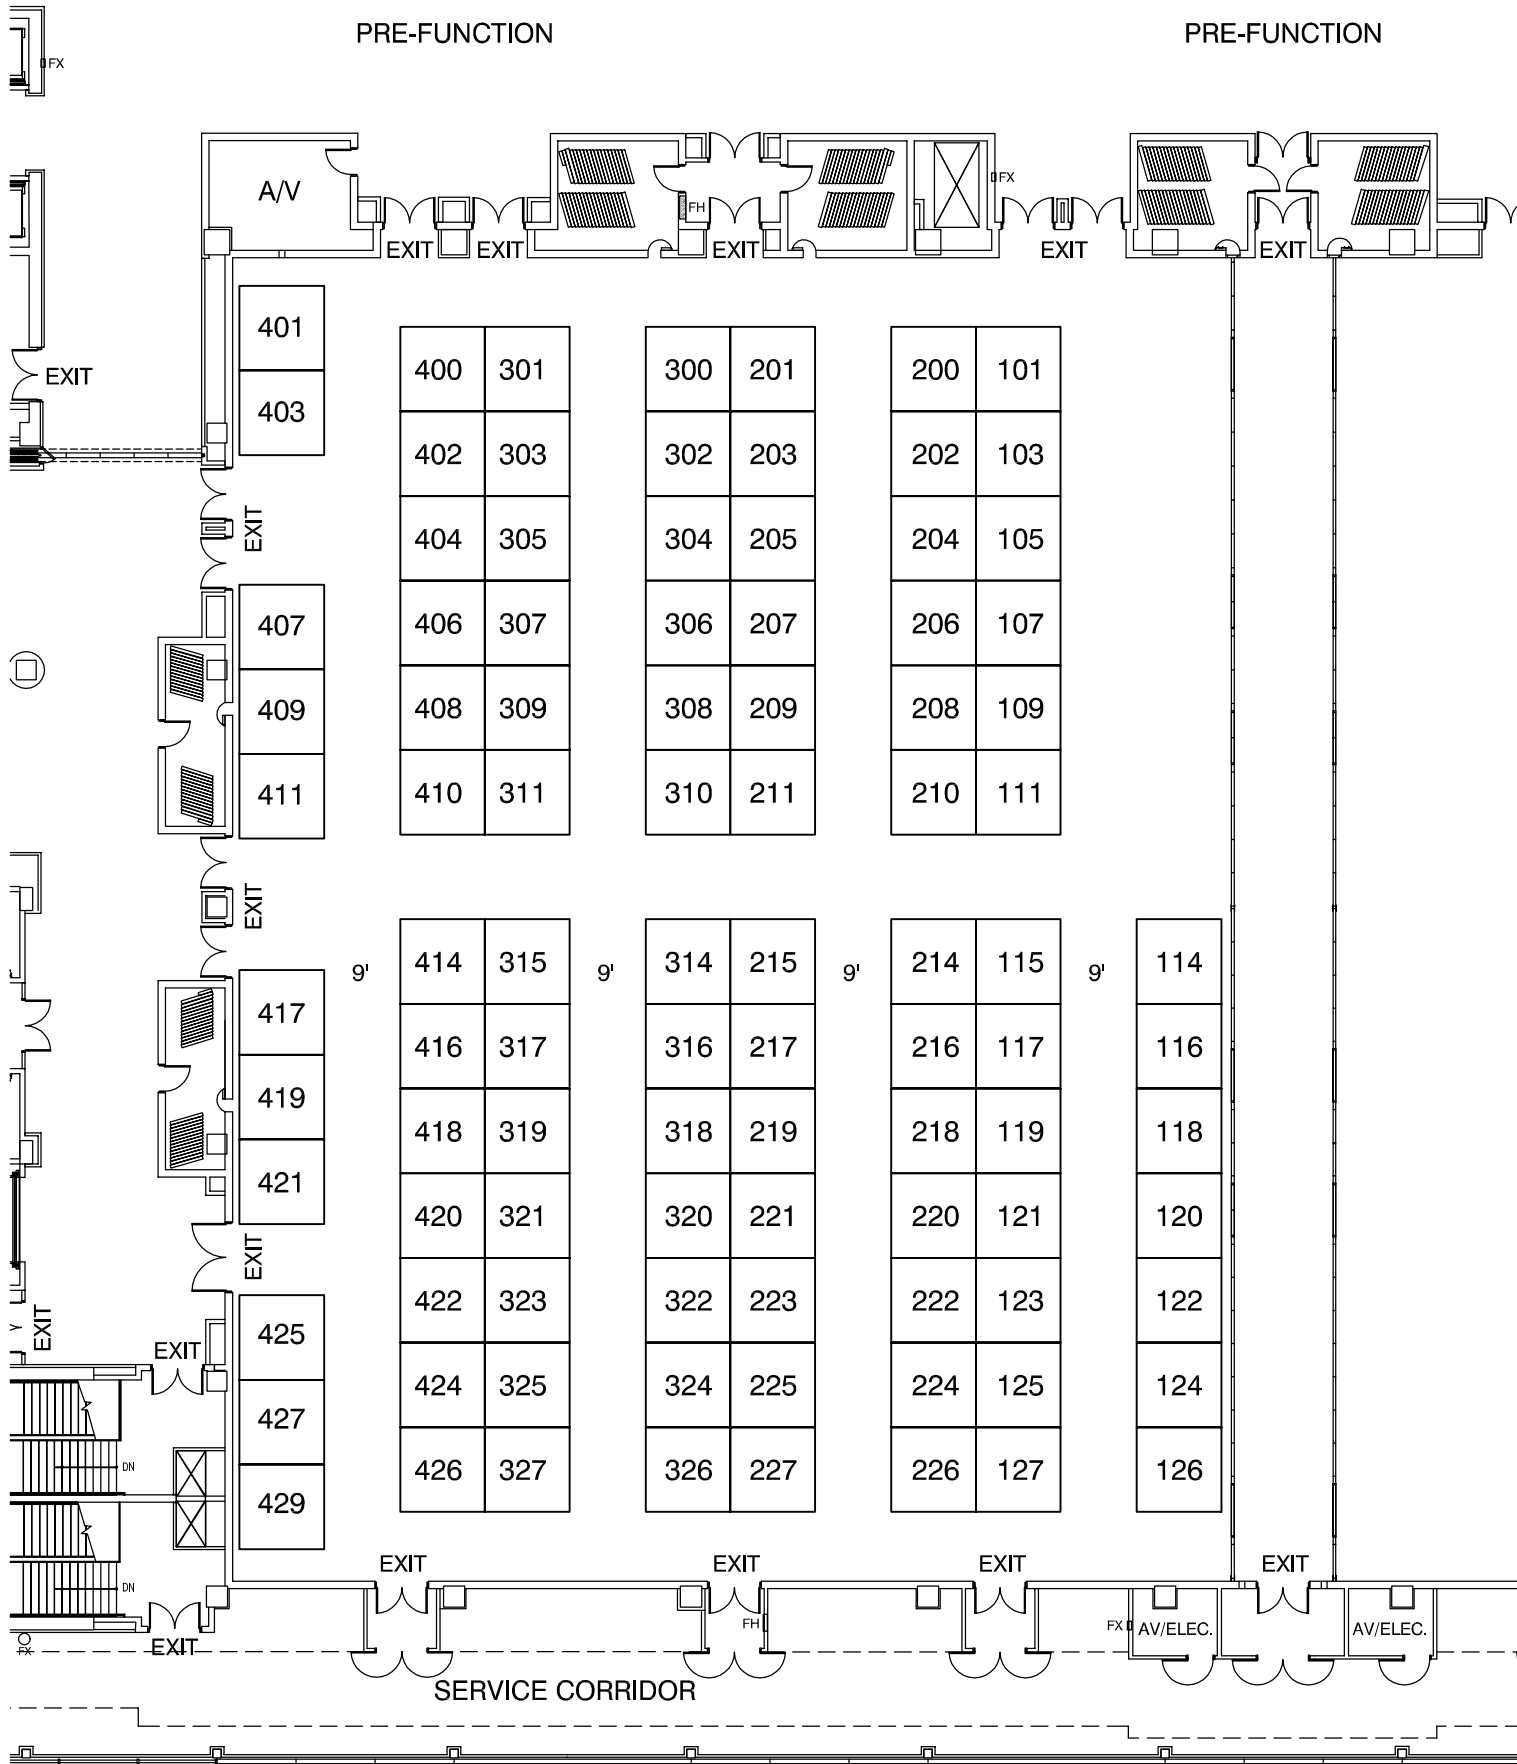 PRE-FUNCTION PRE-FUNCTION
FX
A/V
FX
FH
EXIT EXIT EXIT EXIT EXIT
401
400 301 300 201 200 101
EXIT
403
402 303 302 203 202 103
EXIT
404 305 304 205 204 105
407
406 307 306 207 206 107
409
408 309 308 209 208 109
411
410 311 310 211 210 111
EXIT
414 315 314 215 214 115 114
9' 9' 9' 9'
417
416 317 316 217 216 117 116
419
418 319 318 219 218 119 118
421
420 321 320 221 220 121 120
EXIT
422 323 322 223 222 123 122
EXIT
425
EXIT
424 325 324 225 224 125 124
427
426 327 326 227 226 127 126
DN
429
EXIT EXIT EXIT EXIT
DN
FH
FX
AV/ELEC. AV/ELEC.
EXIT
FX
SERVICE CORRIDOR